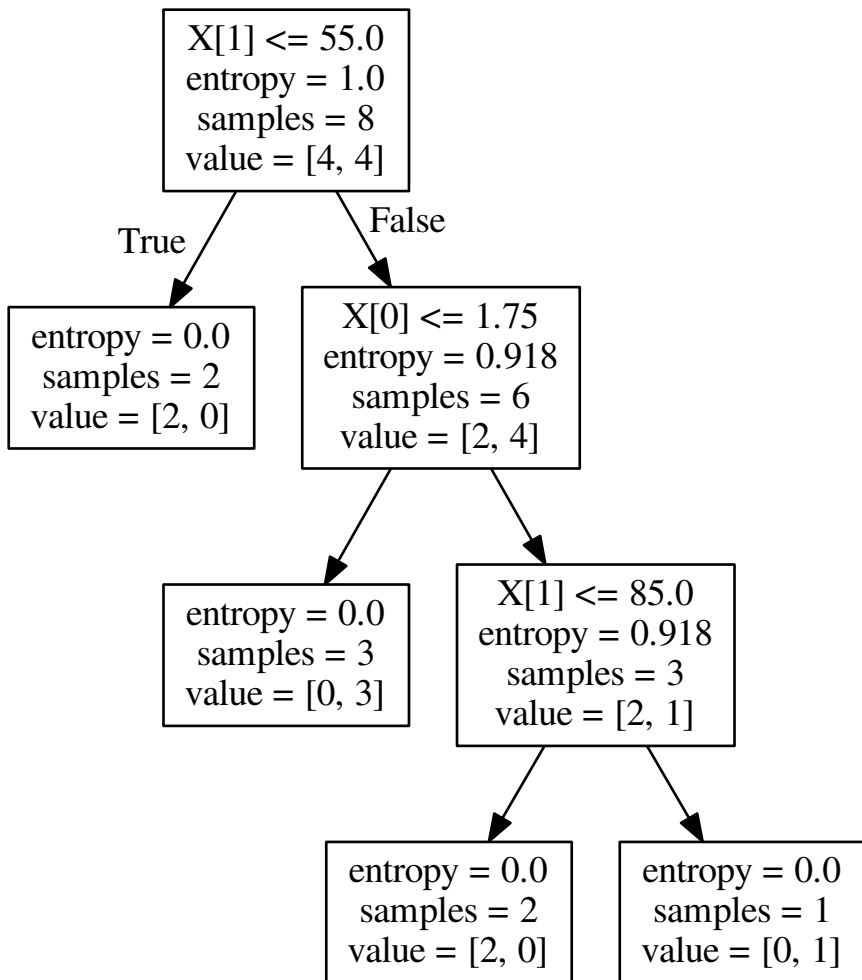 X[1] <= 55.0
entropy = 1.0
samples = 8
value = [4, 4]
True
False
entropy = 0.0
samples = 2
value = [2, 0]
X[0] <= 1.75
entropy = 0.918
samples = 6
value = [2, 4]
entropy = 0.0
samples = 3
value = [0, 3]
X[1] <= 85.0
entropy = 0.918
samples = 3
value = [2, 1]
entropy = 0.0
samples = 2
value = [2, 0]
entropy = 0.0
samples = 1
value = [0, 1]